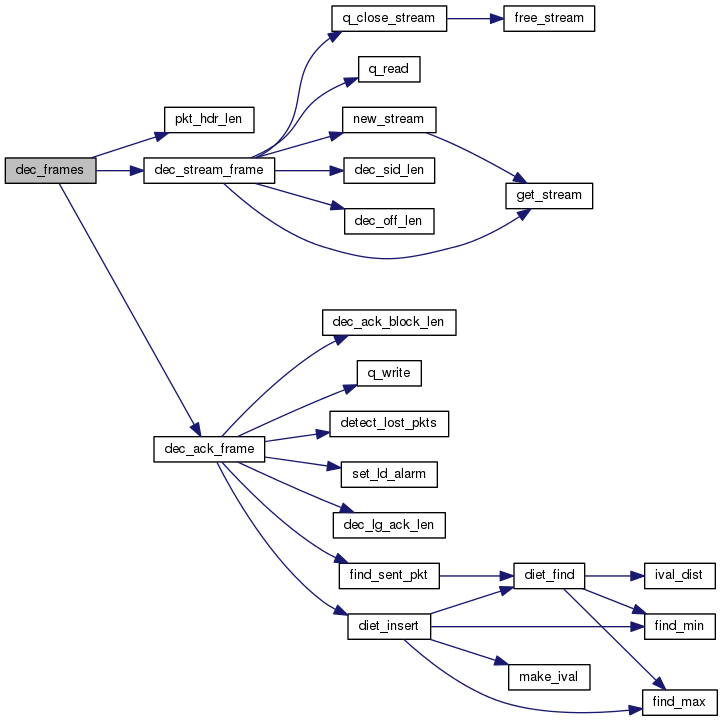 q_close_stream
free_stream
q_read
pkt_hdr_len
new_stream
dec_frames
dec_stream_frame
dec_sid_len
get_stream
dec_off_len
dec_ack_block_len
q_write
detect_lost_pkts
dec_ack_frame
set_ld_alarm
dec_lg_ack_len
find_sent_pkt
diet_find
ival_dist
diet_insert
find_min
make_ival
find_max